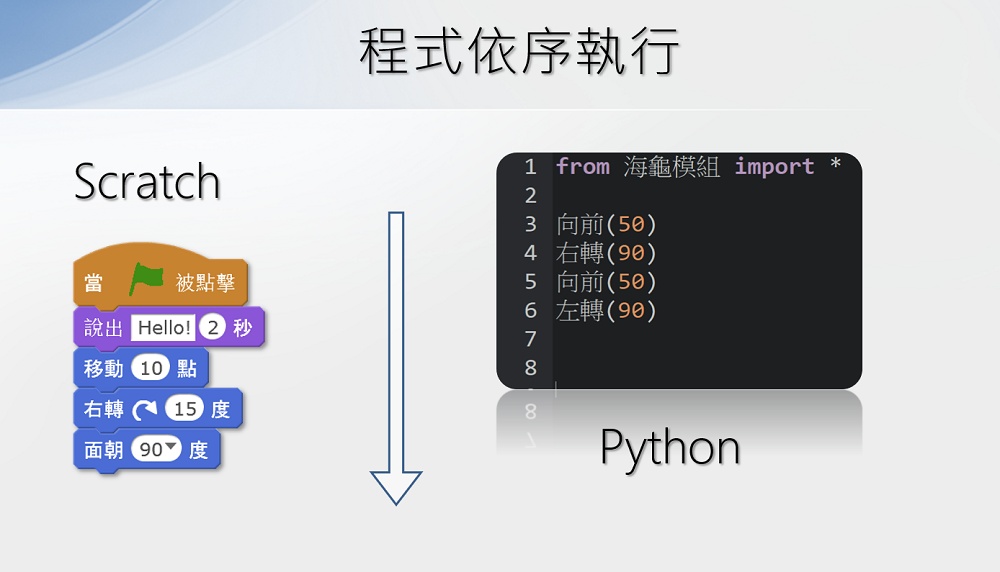 程式依序執行
Scratch
當 被點擊
說出 Hello! 2 秒
移動 10 點
右轉 15 度
面朝 90 度
1 from 海龜模組 import *
2
3 向前(50)
4 右轉(90)
5 向前(50)
6 左轉(90)
7
8
Python